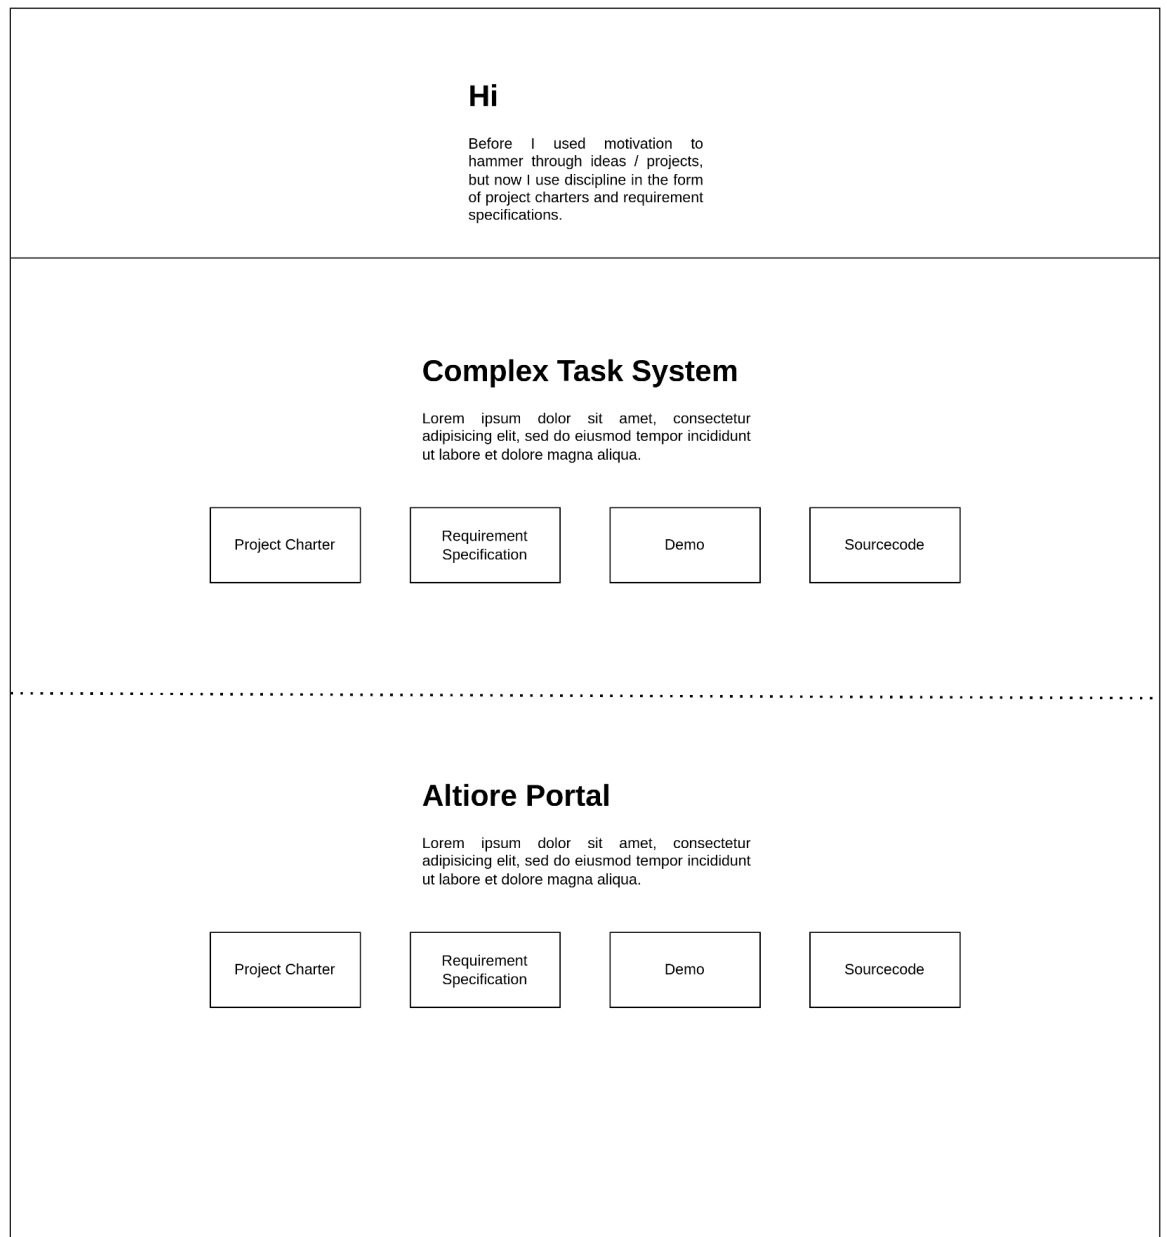 Hi
Before I used motivation to
hammer through ideas / projects,
but now I use discipline in the form
of project charters and requirement
specifications.
Complex Task System
Lorem ipsum dolor sit amet, consectetur
adipisicing elit, sed do eiusmod tempor incididunt
ut labore et dolore magna aliqua.
Project Charter
Requirement
Specification
Demo
Sourcecode
Altiore Portal
Lorem ipsum dolor sit amet, consectetur
adipisicing elit, sed do eiusmod tempor incididunt
ut labore et dolore magna aliqua.
Project Charter
Requirement
Specification
Demo
Sourcecode